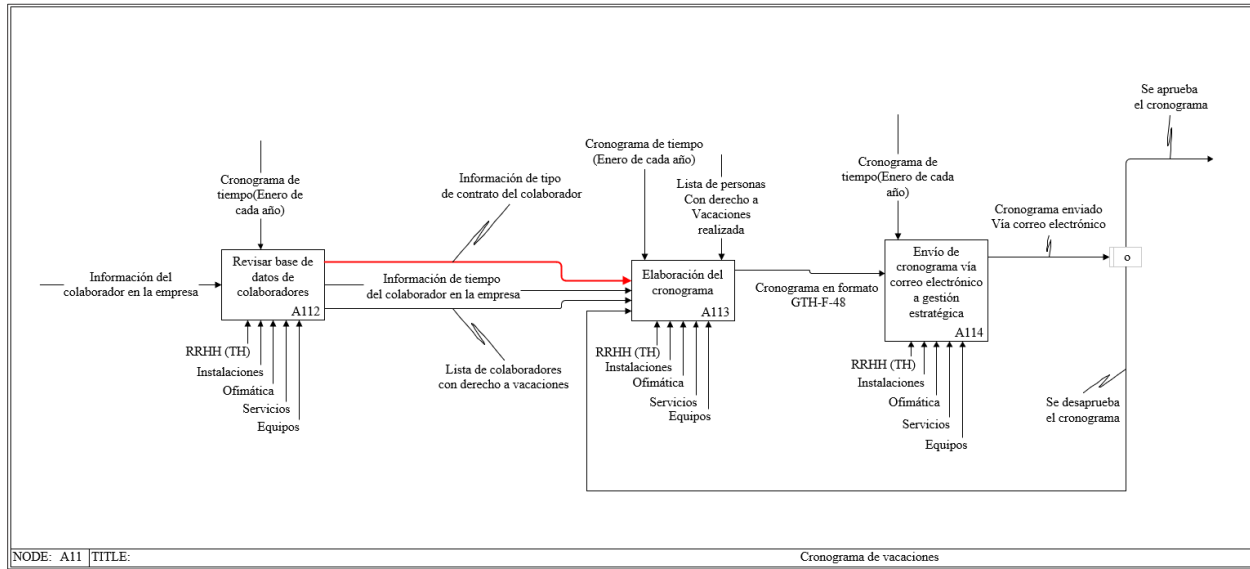 Se aprueba
el cronograma
Cronograma de tiempo
(Enero de cada año)
Cronograma de
tiempo(Enero de cada
año)
Información de tipo
de contrato del colaborador
Cronograma de
tiempo(Enero de
cada año)
Lista de personas
Con derecho a
Vacaciones
realizada
Cronograma enviado
Vía correo electrónico
Información del
colaborador en la empresa
Revisar base de
datos de
colaboradores
A112
Información de tiempo
del colaborador en la empresa
Elaboración del
cronograma
A113
Cronograma en formato
GTH-F-48
Envío de
cronograma vía
correo electrónico
a gestión
estratégica
A114
o
RRHH (TH)
Instalaciones
Ofimática
Servicios
Equipos
Lista de colaboradores
con derecho a vacaciones
RRHH (TH)
Instalaciones
Ofimática
Servicios
Equipos
RRHH (TH)
Instalaciones
Ofimática
Servicios
Equipos
Se desaprueba
el cronograma
NODE: A11 TITLE: Cronograma de vacaciones